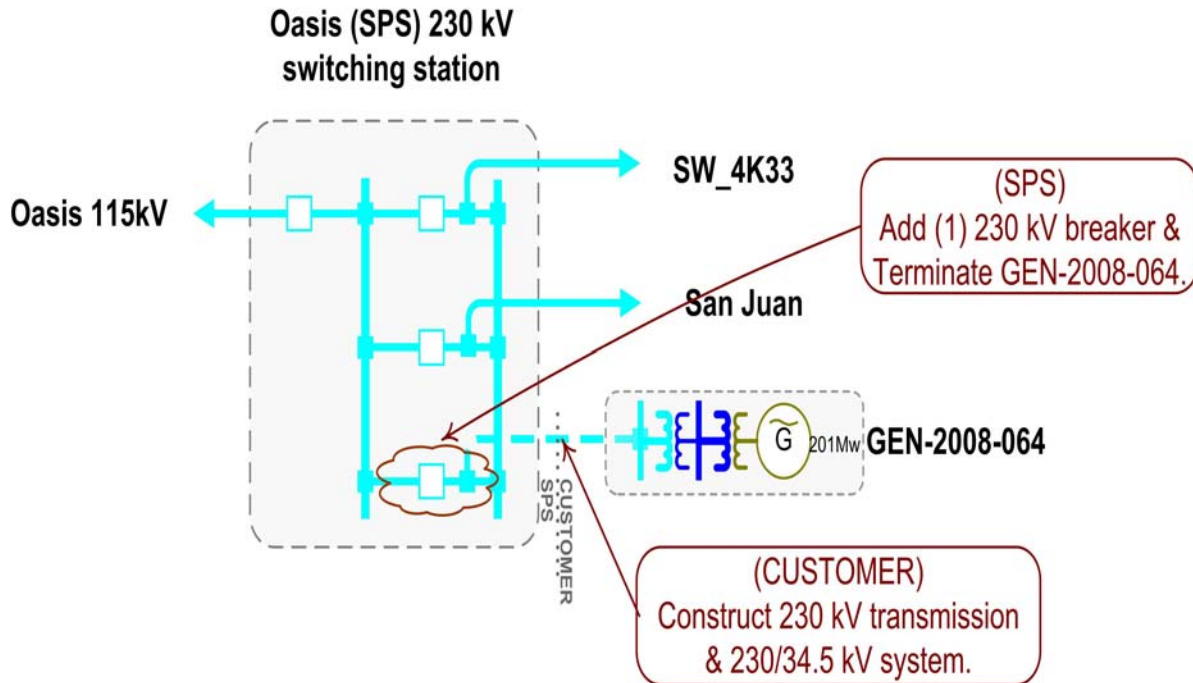 Oasis (SPS) 230 kV
switching station
SW_4K33
Oasis 115kV
(SPS)
Add (1) 230 kV breaker &
Terminate GEN-2008-064.
San Juan
G
201Mw
GEN-2008-064
CUSTOMER
SPS
(CUSTOMER)
Construct 230 kV transmission
& 230/34.5 kV system.